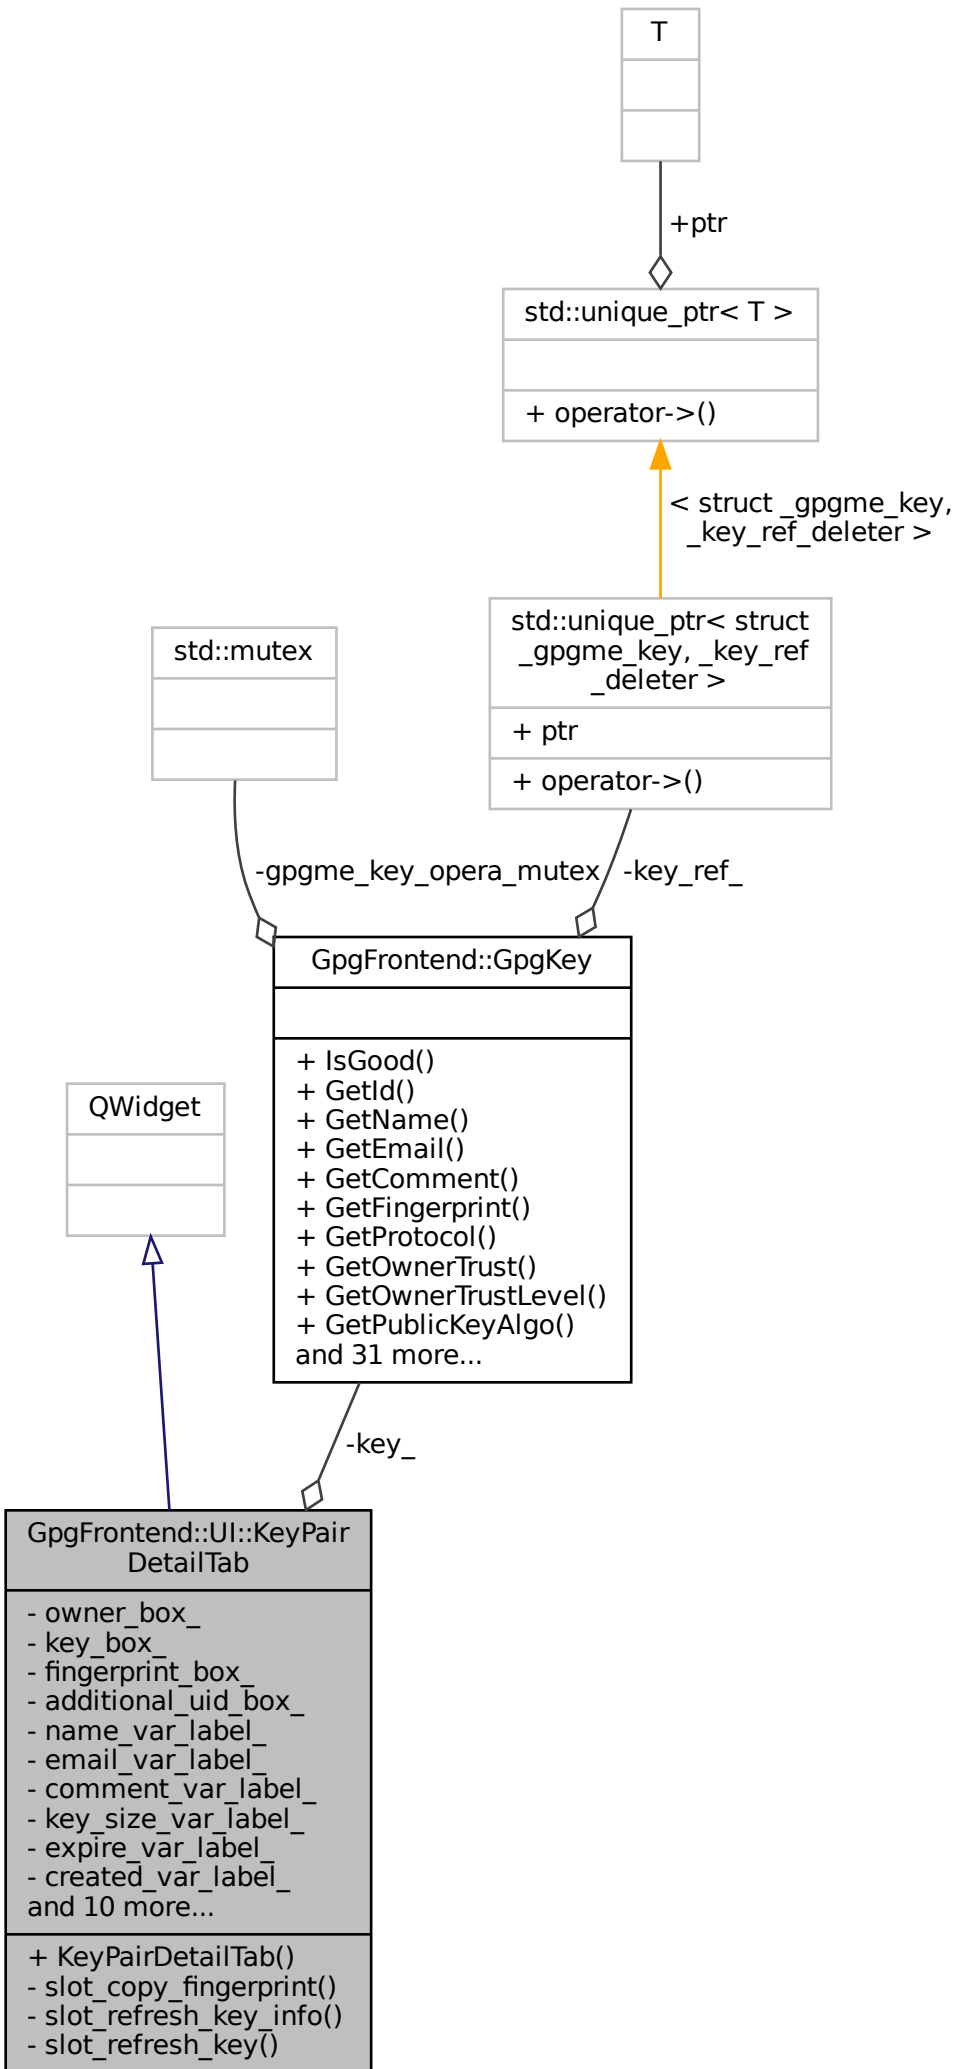 T
+ptr
std::unique_ptr< T >
+ operator->()
< struct _gpgme_key,
_key_ref_deleter >
std::unique_ptr< struct
_gpgme_key, _key_ref
_deleter >
+ ptr
+ operator->()
std::mutex
-gpgme_key_opera_mutex
-key_ref_
GpgFrontend::GpgKey
+ IsGood()
+ GetId()
+ GetName()
+ GetEmail()
+ GetComment()
+ GetFingerprint()
+ GetProtocol()
+ GetOwnerTrust()
+ GetOwnerTrustLevel()
+ GetPublicKeyAlgo()
and 31 more...
QWidget
-key_
GpgFrontend::UI::KeyPair
DetailTab
- owner_box_
- key_box_
- fingerprint_box_
- additional_uid_box_
- name_var_label_
- email_var_label_
- comment_var_label_
- key_size_var_label_
- expire_var_label_
- created_var_label_
and 10 more...
+ KeyPairDetailTab()
- slot_copy_fingerprint()
- slot_refresh_key_info()
- slot_refresh_key()